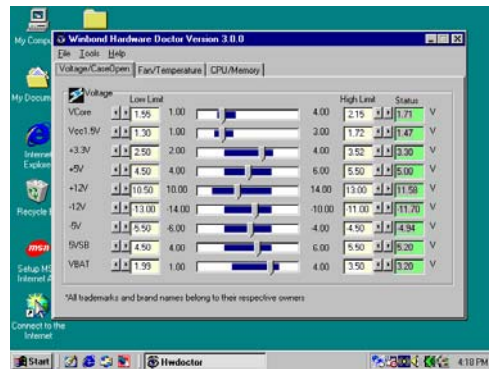 My Compu
Winbond Hardware Doctor Version 3.0.0
File Tools Help
Voltage/CaseOpen Fan/Temperature CPU/Memory
My Docum
Voltage
Low Limit High Limit Status
VCore 1.55 1.00 4.00 2.15 1.71 V
Vcc1.5V 1.30 1.00 3.00 1.72 1.47 V
+3.3V 2.50 2.00 4.00 3.52 3.30 V
Internet
Explore
+5V 4.50 4.00 6.00 5.50 5.00 V
+12V 10.50 10.00 14.00 13.00 11.58 V
Recycle
-12V -13.00 -14.00 -10.00 -11.00 -11.70 V
-5V -5.50 -6.00 -4.00 -4.50 -4.94 V
msn
5VSB 4.50 4.00 6.00 5.50 5.20 V
Setup MS
Internet A
VBAT 1.99 1.00 4.00 3.50 3.20 V
*All trademarks and brand names belong to their respective owners
Connect to the
Internet
Start Hwdoctor 4:18 PM